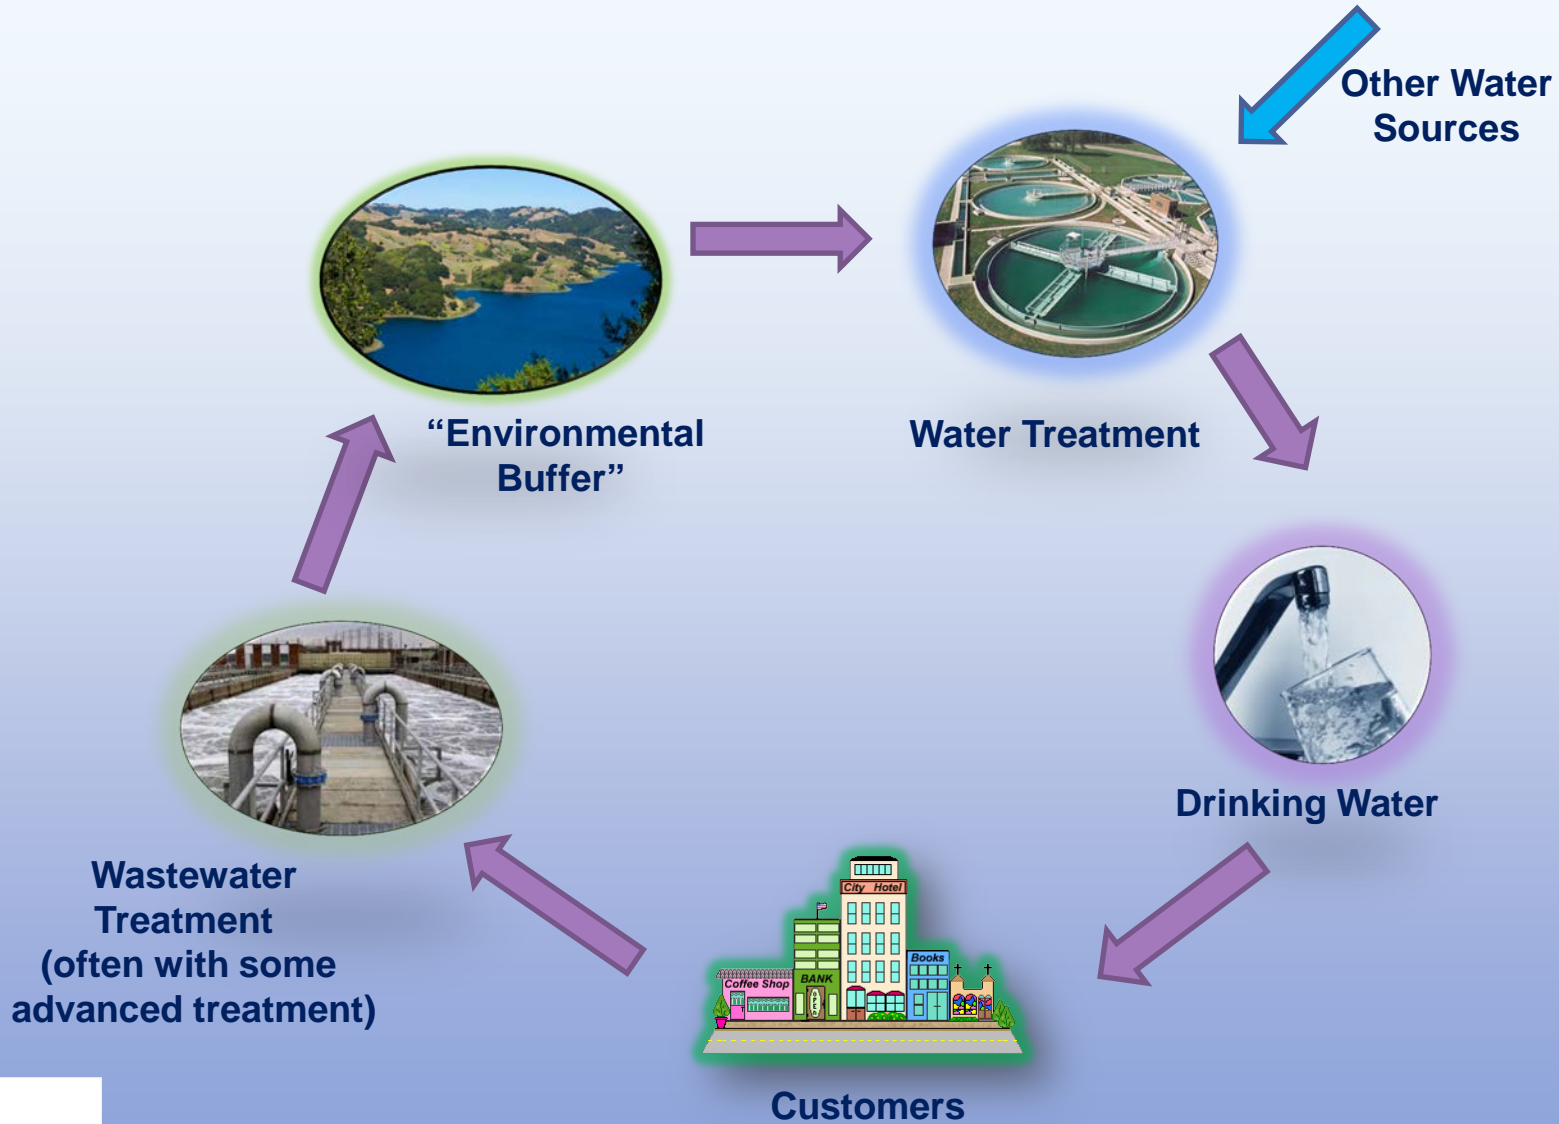 Other Water
Sources
“Environmental
Buffer”
Water Treatment
Drinking Water
Wastewater
Treatment
(often with some
advanced treatment)
City Hotel
Books
Coffee Shop
BANK
OPEN
Customers